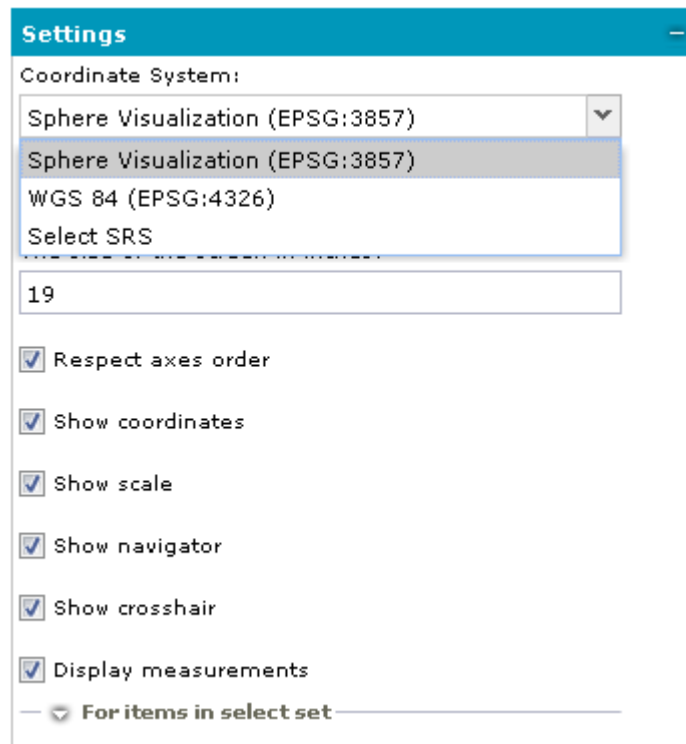 Settings
Coordinate System:
Sphere Visualization (EPSG:3857)
Sphere Visualization (EPSG:3857)
WGS 84 (EPSG:4326)
Select SRS
19
Respect axes order
Show coordinates
Show scale
Show navigator
Show crosshair
Display measurements
For items in select set